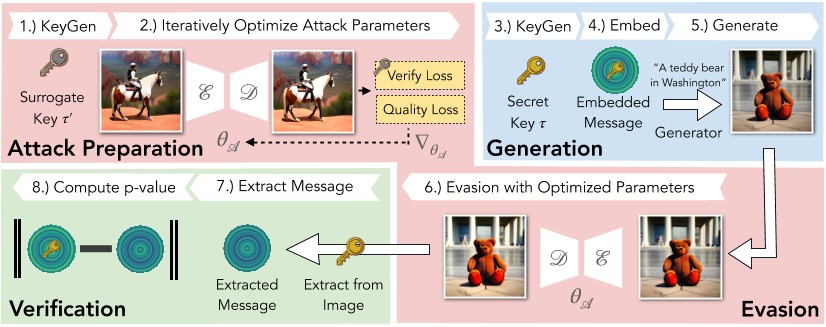 1.) KeyGen
2.) Iteratively Optimize Attack Parameters
Surrogate
Key τ′
ℰ
𝒟
Verify Loss
Quality Loss
θ𝒜
∇θ𝒜
Attack Preparation
3.) KeyGen
4.) Embed
5.) Generate
Secret
Key τ
Embedded
Message
“A teddy bear
in Washington”
Generator
Generation
6.) Evasion with Optimized Parameters
𝒟
ℰ
θ𝒜
Evasion
8.) Compute p-value
7.) Extract Message
Extracted
Message
Extract from
Image
Verification